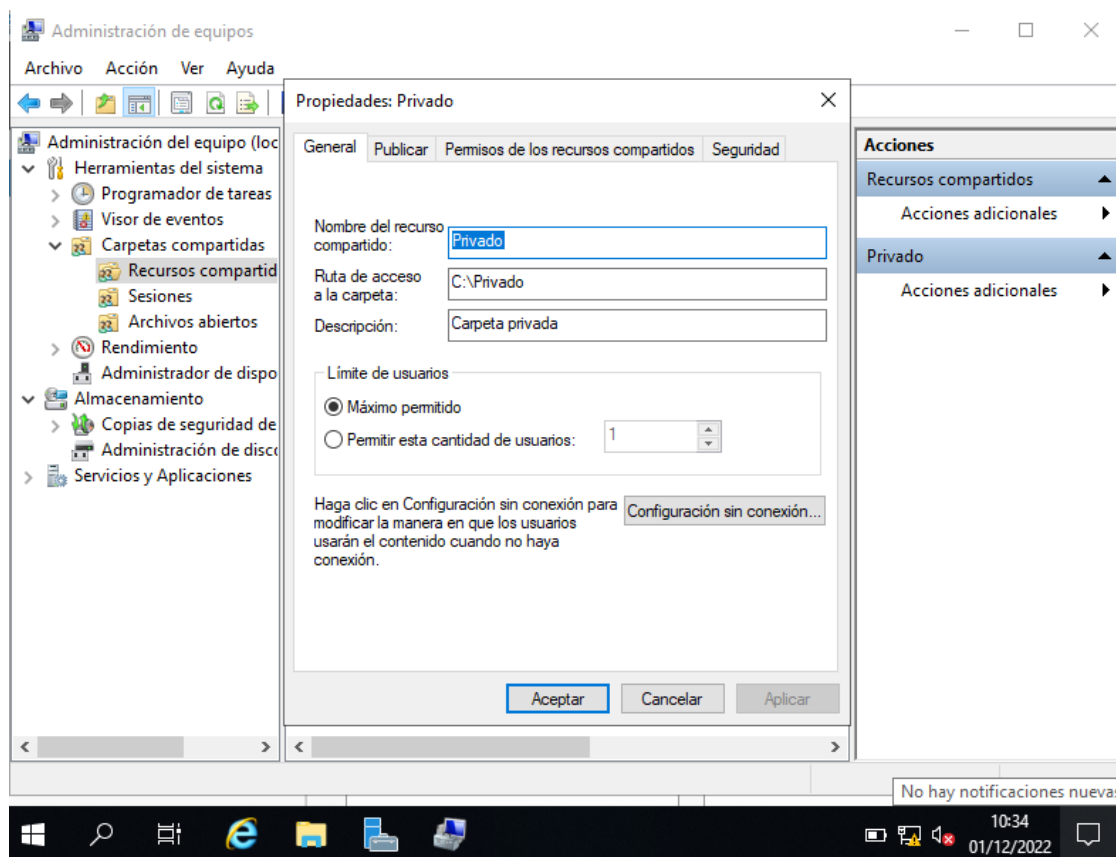 Administración de equipos
Archivo Acción Ver Ayuda
Administración del equipo (loc
Herramientas del sistema
Programador de tareas
Visor de eventos
Carpetas compartidas
Recursos compartid
Sesiones
Archivos abiertos
Rendimiento
Administrador de dispo
Almacenamiento
Copias de seguridad de
Administración de disco
Servicios y Aplicaciones
Propiedades: Privado
General Publicar Permisos de los recursos compartidos Seguridad
Nombre del recurso
compartido:
Privado
Ruta de acceso
a la carpeta:
C:\Privado
Descripción:
Carpeta privada
Límite de usuarios
Máximo permitido
Permitir esta cantidad de usuarios:
1
Haga clic en Configuración sin conexión para
modificar la manera en que los usuarios
usarán el contenido cuando no haya
conexión.
Configuración sin conexión...
Aceptar Cancelar Aplicar
Acciones
Recursos compartidos
Acciones adicionales
Privado
Acciones adicionales
No hay notificaciones nuevas
10:34
01/12/2022